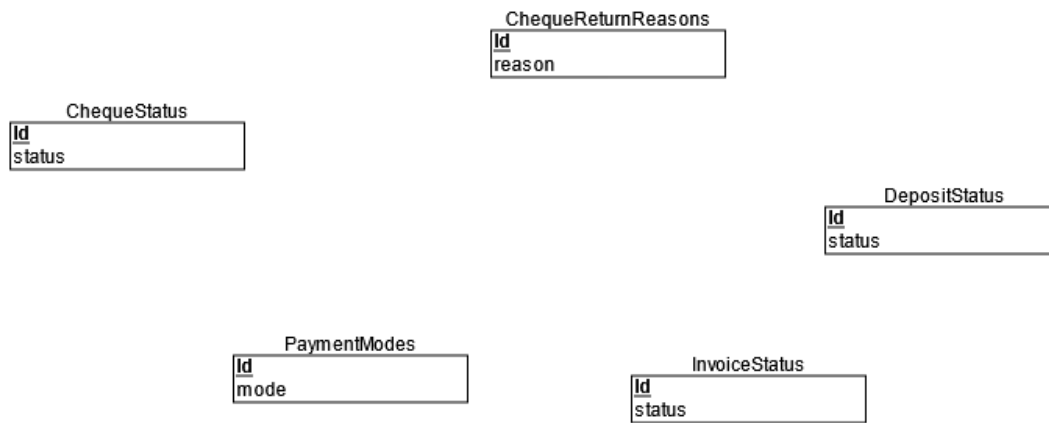 ChequeReturnReasons
Id
reason
ChequeStatus
Id
status
DepositStatus
Id
status
PaymentModes
Id
mode
InvoiceStatus
Id
status